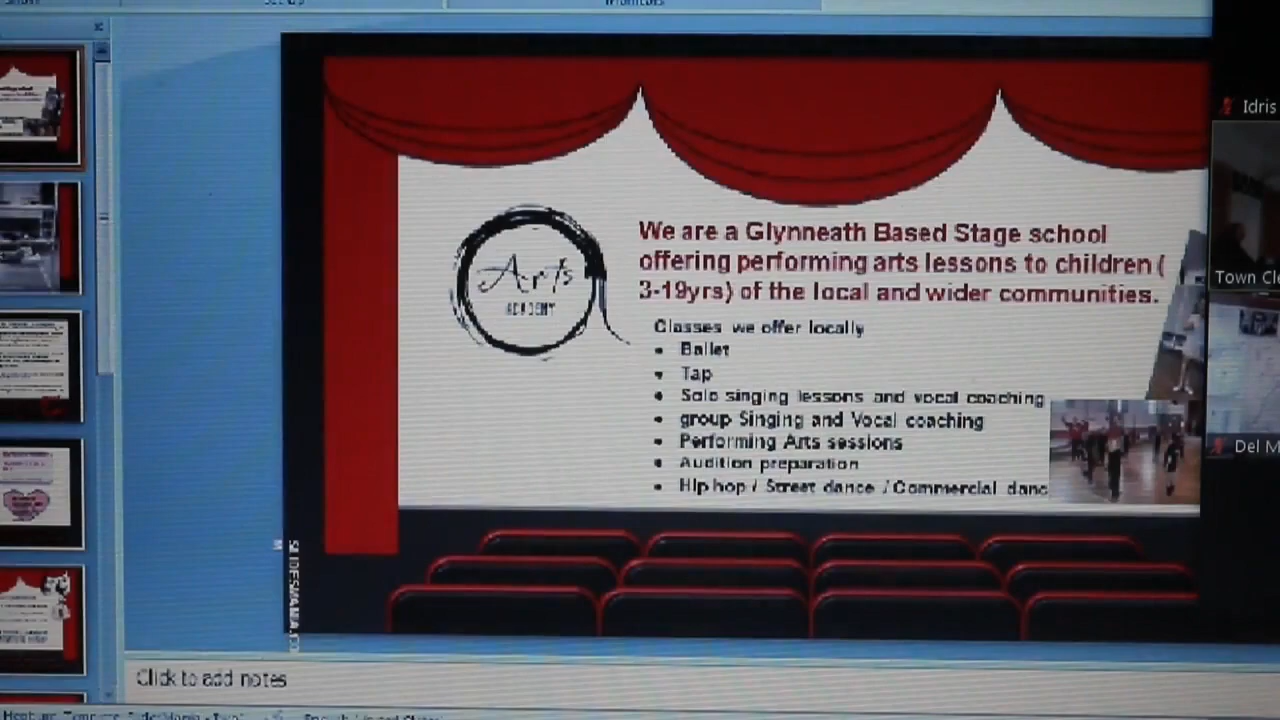 Idris
Town Cle
Del M
Arts
ACADEMY
We are a Glynneath Based Stage school
offering performing arts lessons to children (
3-19yrs) of the local and wider communities.
Classes we offer locally
Ballet
Tap
Solo singing lessons and vocal coaching
group Singing and Vocal coaching
Performing Arts sessions
Audition preparation
Hip hop / Street dance / Commercial danc
SLIDESMANIA.CO
M
Click to add notes